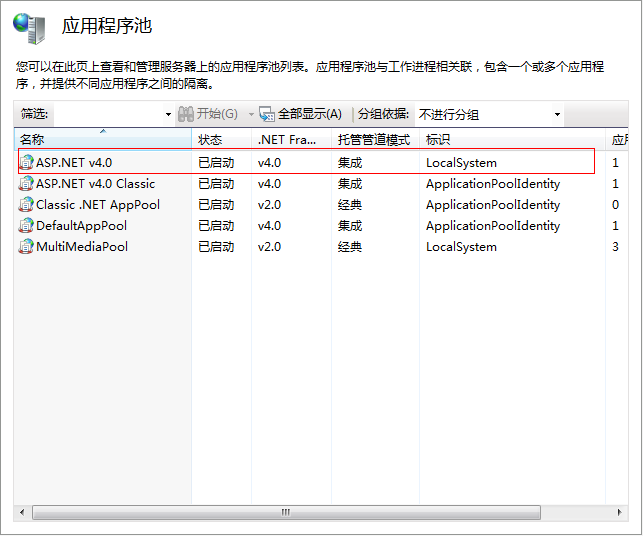 应用程序池
您可以在此页上查看和管理服务器上的应用程序池列表。应用程序池与工作进程相关联，包含一个或多个应用程
序，并提供不同应用程序之间的隔离。
筛选: 开始(G) 全部显示(A) 分组依据: 不进行分组
名称 状态 .NET Fra... 托管管道模式 标识 应用
ASP.NET v4.0 已启动 v4.0 集成 LocalSystem 1
ASP.NET v4.0 Classic 已启动 v4.0 集成 ApplicationPoolIdentity 1
Classic .NET AppPool 已启动 v2.0 经典 ApplicationPoolIdentity 0
DefaultAppPool 已启动 v4.0 集成 ApplicationPoolIdentity 1
MultiMediaPool 已启动 v2.0 经典 LocalSystem 3